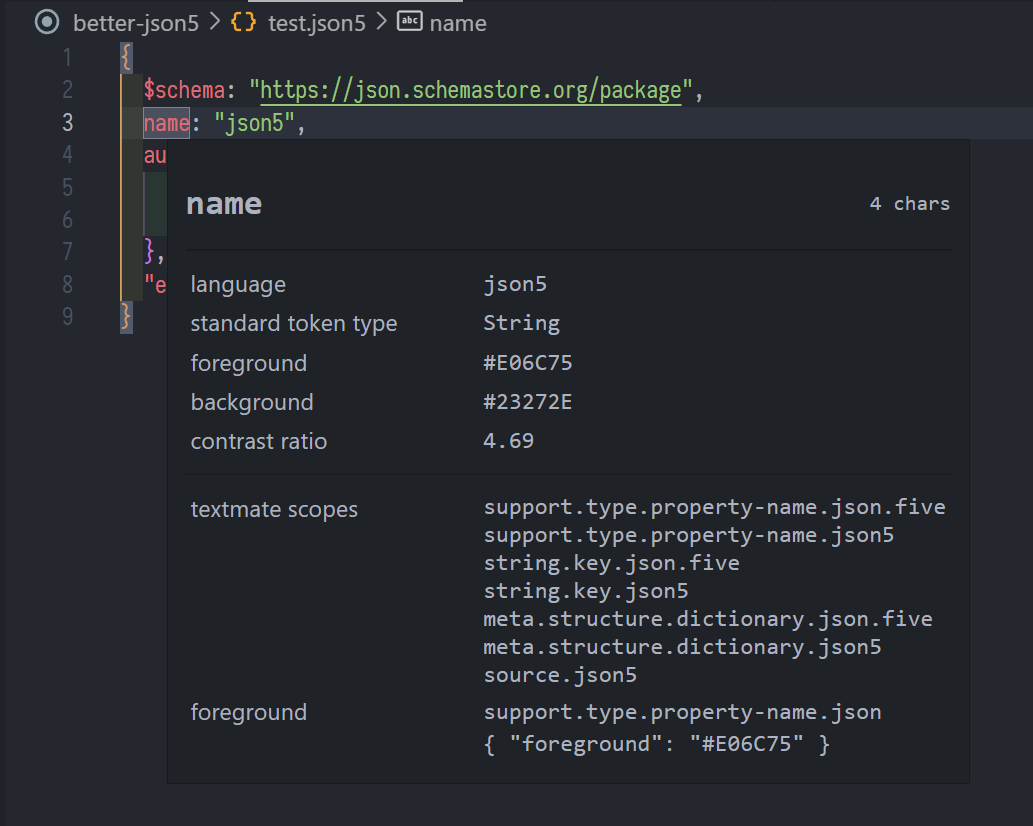 better-json5 > {} test.json5 > abc name
1 {
2 $schema: "https://json.schemastore.org/package",
3 name: "json5",
4 au
5
6
7 },
8 "e
9 }
name 4 chars
language json5
standard token type String
foreground #E06C75
background #23272E
contrast ratio 4.69
textmate scopes support.type.property-name.json.five
support.type.property-name.json5
string.key.json.five
string.key.json5
meta.structure.dictionary.json.five
meta.structure.dictionary.json5
source.json5
foreground support.type.property-name.json
{ "foreground": "#E06C75" }